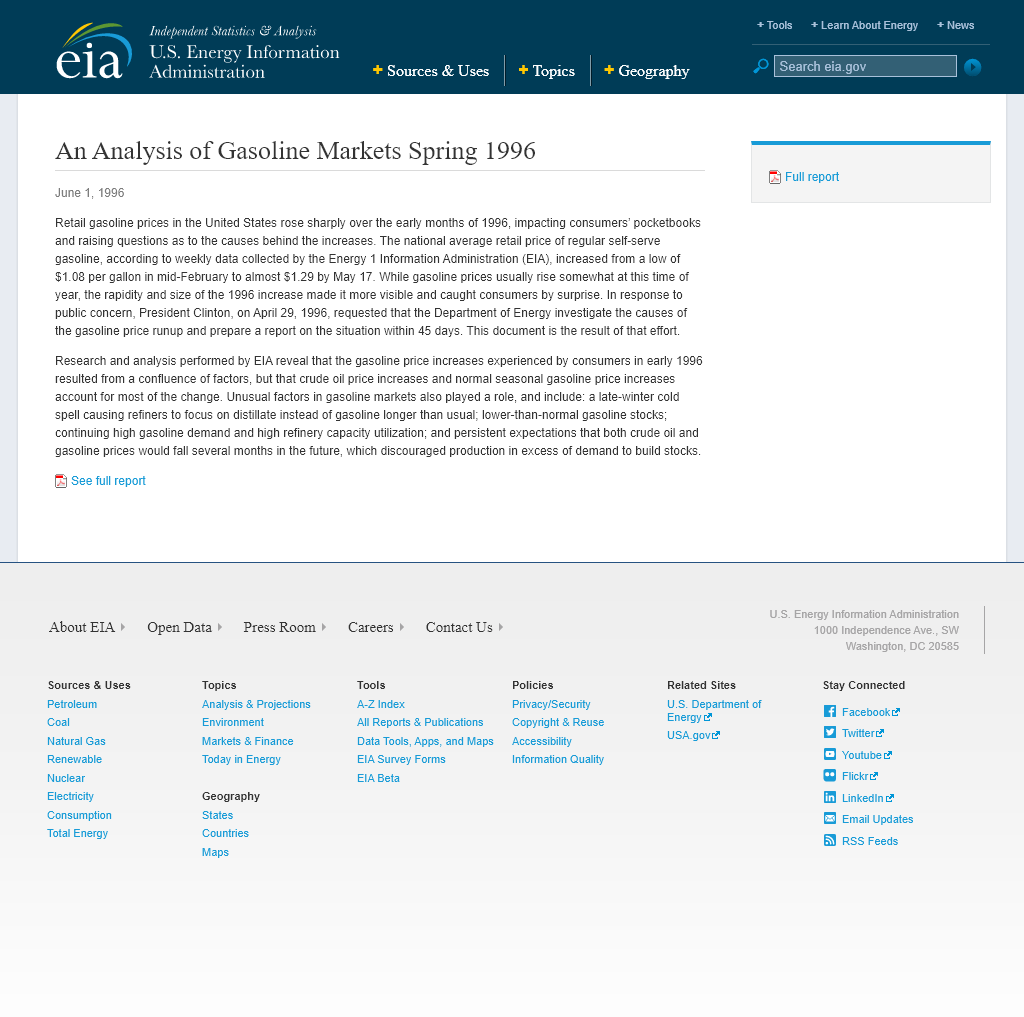 eia
Independent Statistics & Analysis
U.S. Energy Information
Administration
Sources & Uses
Topics
Geography
Tools
Learn About Energy
News
Search eia.gov
An Analysis of Gasoline Markets Spring 1996
June 1, 1996
Retail gasoline prices in the United States rose sharply over the early months of 1996, impacting consumers' pocketbooks
and raising questions as to the causes behind the increases. The national average retail price of regular self-serve
gasoline, according to weekly data collected by the Energy 1 Information Administration (EIA), increased from a low of
$1.08 per gallon in mid-February to almost $1.29 by May 17. While gasoline prices usually rise somewhat at this time of
year, the rapidity and size of the 1996 increase made it more visible and caught consumers by surprise. In response to
public concern, President Clinton, on April 29, 1996, requested that the Department of Energy investigate the causes of
the gasoline price runup and prepare a report on the situation within 45 days. This document is the result of that effort.
Research and analysis performed by EIA reveal that the gasoline price increases experienced by consumers in early 1996
resulted from a confluence of factors, but that crude oil price increases and normal seasonal gasoline price increases
account for most of the change. Unusual factors in gasoline markets also played a role, and include: a late-winter cold
spell causing refiners to focus on distillate instead of gasoline longer than usual; lower-than-normal gasoline stocks;
continuing high gasoline demand and high refinery capacity utilization; and persistent expectations that both crude oil and
gasoline prices would fall several months in the future, which discouraged production in excess of demand to build stocks.
See full report
Full report
About EIA
Open Data
Press Room
Careers
Contact Us
U.S. Energy Information Administration
1000 Independence Ave., SW
Washington, DC 20585
Sources & Uses
Petroleum
Coal
Natural Gas
Renewable
Nuclear
Electricity
Consumption
Total Energy
Topics
Analysis & Projections
Environment
Markets & Finance
Today in Energy
Geography
States
Countries
Maps
Tools
A-Z Index
All Reports & Publications
Data Tools, Apps, and Maps
EIA Survey Forms
EIA Beta
Policies
Privacy/Security
Copyright & Reuse
Accessibility
Information Quality
Related Sites
U.S. Department of
Energy
USA.gov
Stay Connected
Facebook
Twitter
Youtube
Flickr
LinkedIn
Email Updates
RSS Feeds